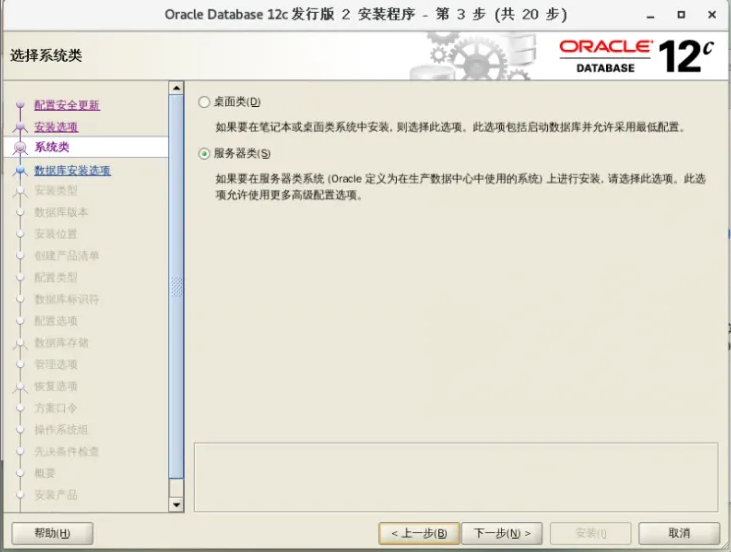 Oracle Database 12c 发行版 2 安装程序 - 第 3 步 (共 20 步)
选择系统类
ORACLE
DATABASE
12c
配置安全更新
安装选项
系统类
数据库安装选项
安装类型
数据库版本
安装位置
创建产品清单
配置类型
数据库标识符
配置选项
数据库存储
管理选项
恢复选项
方案口令
操作系统组
先决条件检查
概要
安装产品
桌面类(D)
如果要在笔记本或桌面类系统中安装, 则选择此选项。此选项包括启动数据库并允许采用最低配置。
服务器类(S)
如果要在服务器类系统 (Oracle 定义为在生产数据中心中使用的系统) 上进行安装, 请选择此选项。此选
项允许使用更多高级配置选项。
帮助(H)
< 上一步(B)
下一步(N) >
安装(I)
取消